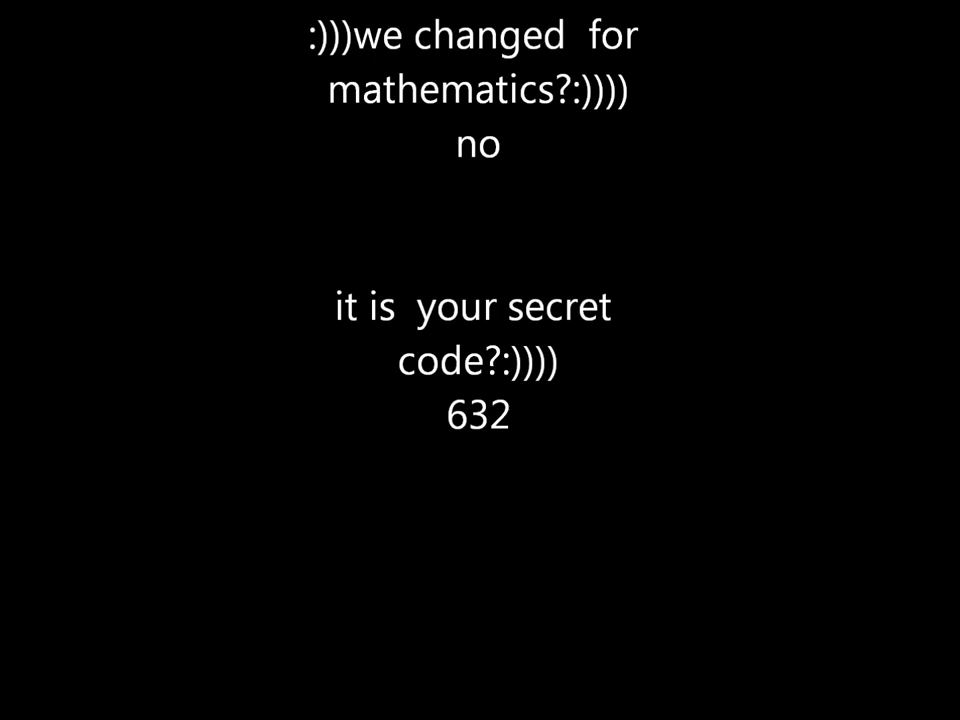 :)))we changed  for
mathematics?:))))
no
it is  your secret
code?:))))
632